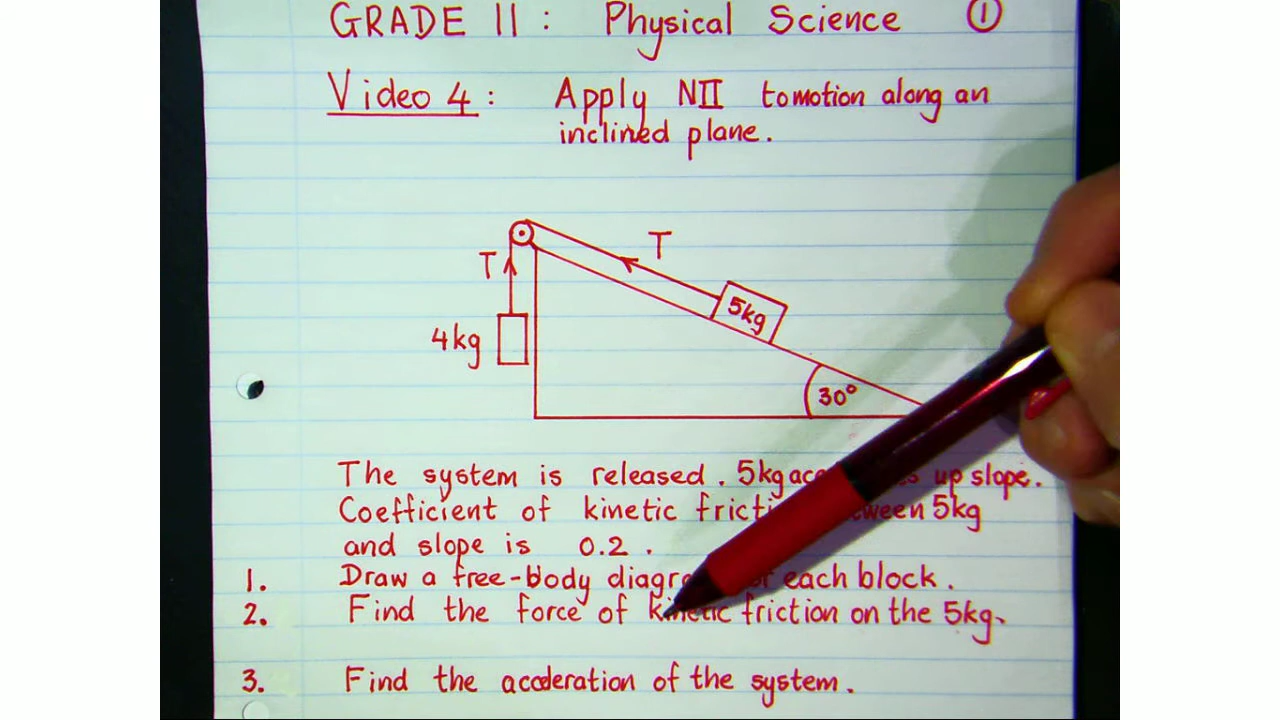 GRADE 11 : Physical Science ①
Video 4 : Apply NII to motion along an
inclined plane.
T
T
5kg
4kg
30°
The system is released. 5kg up slope.
Coefficient of kinetic 5kg
and slope is 0.2 .
1. Draw a free-body each block.
2. Find the force of kinetic friction on the 5kg.
3. Find the acceleration of the system.